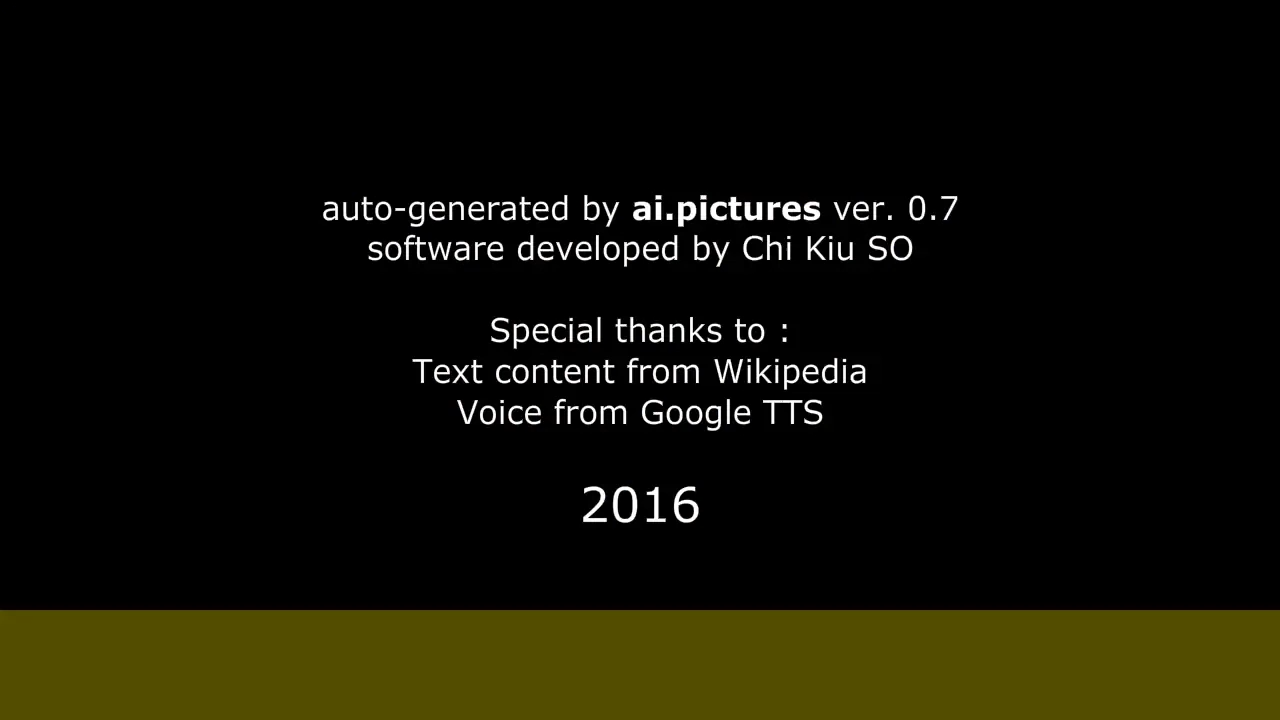 auto-generated by ai.pictures ver. 0.7
software developed by Chi Kiu SO
Special thanks to :
Text content from Wikipedia
Voice from Google TTS
2016